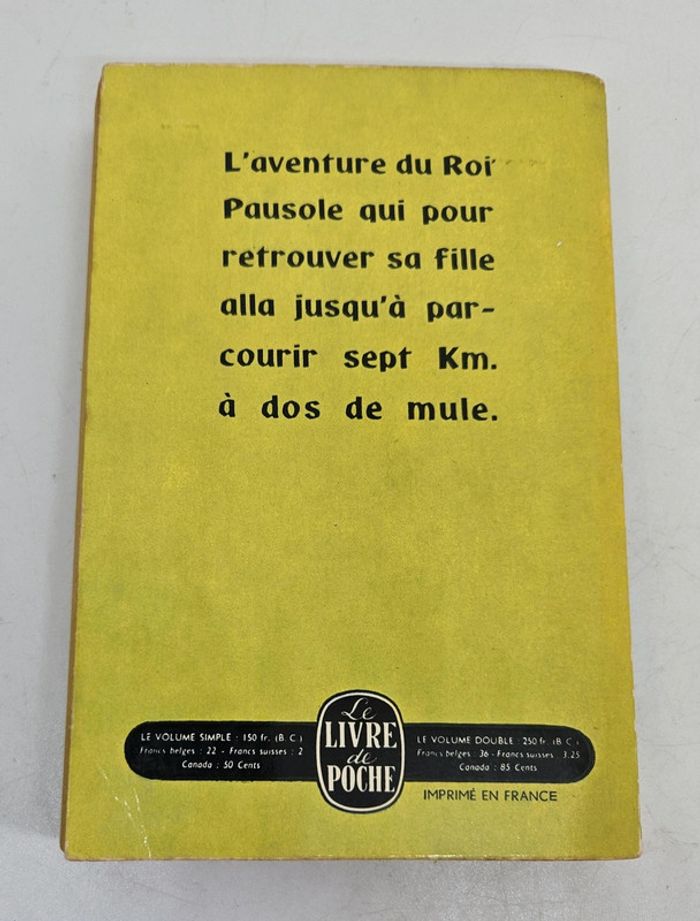 L'aventure du Roi
Pausole qui pour
retrouver sa fille
alla jusqu'à par-
courir sept Km.
à dos de mule.
LE VOLUME SIMPLE : 150 fr. (B.C.)
Francs belges : 22 - Francs suisses : 2
Canada : 50 Cents
Le
LIVRE
de
POCHE
LE VOLUME DOUBLE : 250 fr. (B.C.)
Francs belges : 36 - Francs suisses : 3.25
Canada : 85 Cents
IMPRIMÉ EN FRANCE